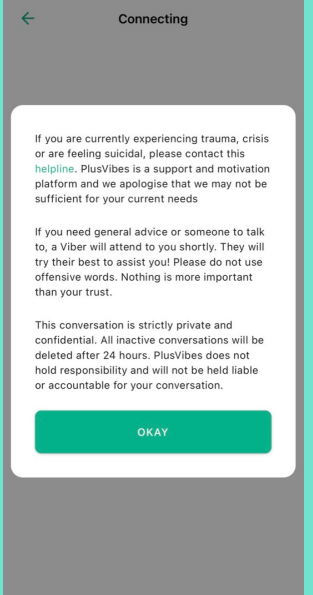 Connecting
If you are currently experiencing trauma, crisis
or are feeling suicidal, please contact this
helpline. PlusVibes is a support and motivation
platform and we apologise that we may not be
sufficient for your current needs
If you need general advice or someone to talk
to, a Viber will attend to you shortly. They will
try their best to assist you! Please do not use
offensive words. Nothing is more important
than your trust.
This conversation is strictly private and
confidential. All inactive conversations will be
deleted after 24 hours. PlusVibes does not
hold responsibility and will not be held liable
or accountable for your conversation.
OKAY